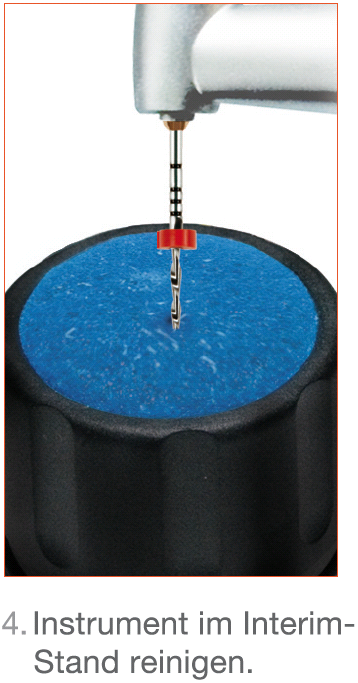 4. Instrument im Interim-
Stand reinigen.